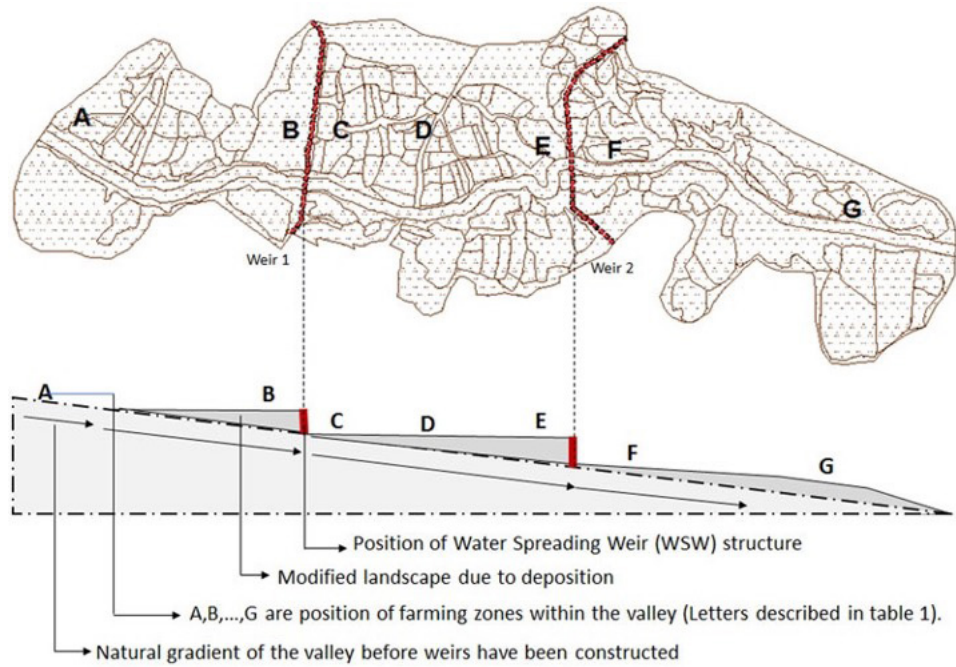 A
B
C
D
E
F
G
Weir 1
Weir 2
A
B
C
D
E
F
G
Position of Water Spreading Weir (WSW) structure
Modified landscape due to deposition
A,B,...,G are position of farming zones within the valley (Letters described in table 1).
Natural gradient of the valley before weirs have been constructed